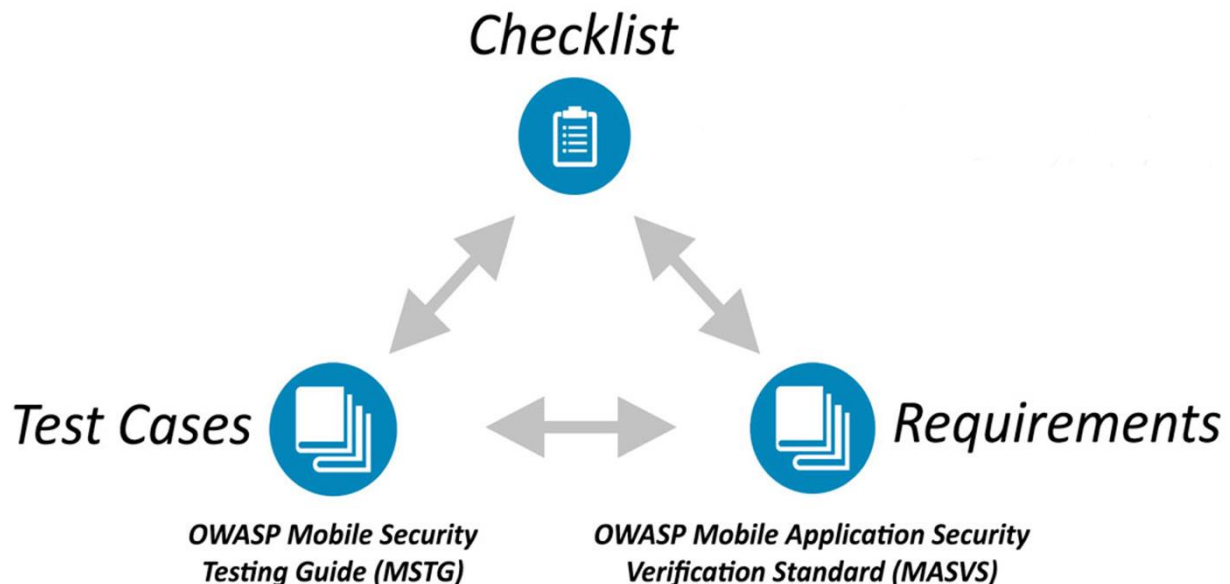 Checklist
Test Cases
Requirements
OWASP Mobile Security
Testing Guide (MSTG)
OWASP Mobile Application Security
Verification Standard (MASVS)